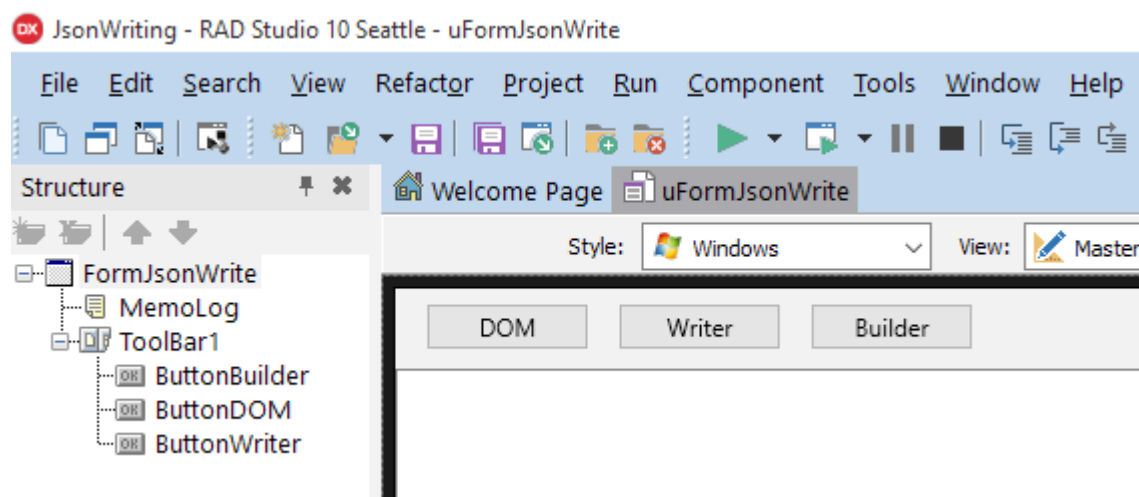 DX JsonWriting - RAD Studio 10 Seattle - uFormJsonWrite
File Edit Search View Refactor Project Run Component Tools Window Help
Structure
Welcome Page uFormJsonWrite
Style: Windows View: Master
FormJsonWrite
MemoLog
ToolBar1
ButtonBuilder
ButtonDOM
ButtonWriter
DOM Writer Builder